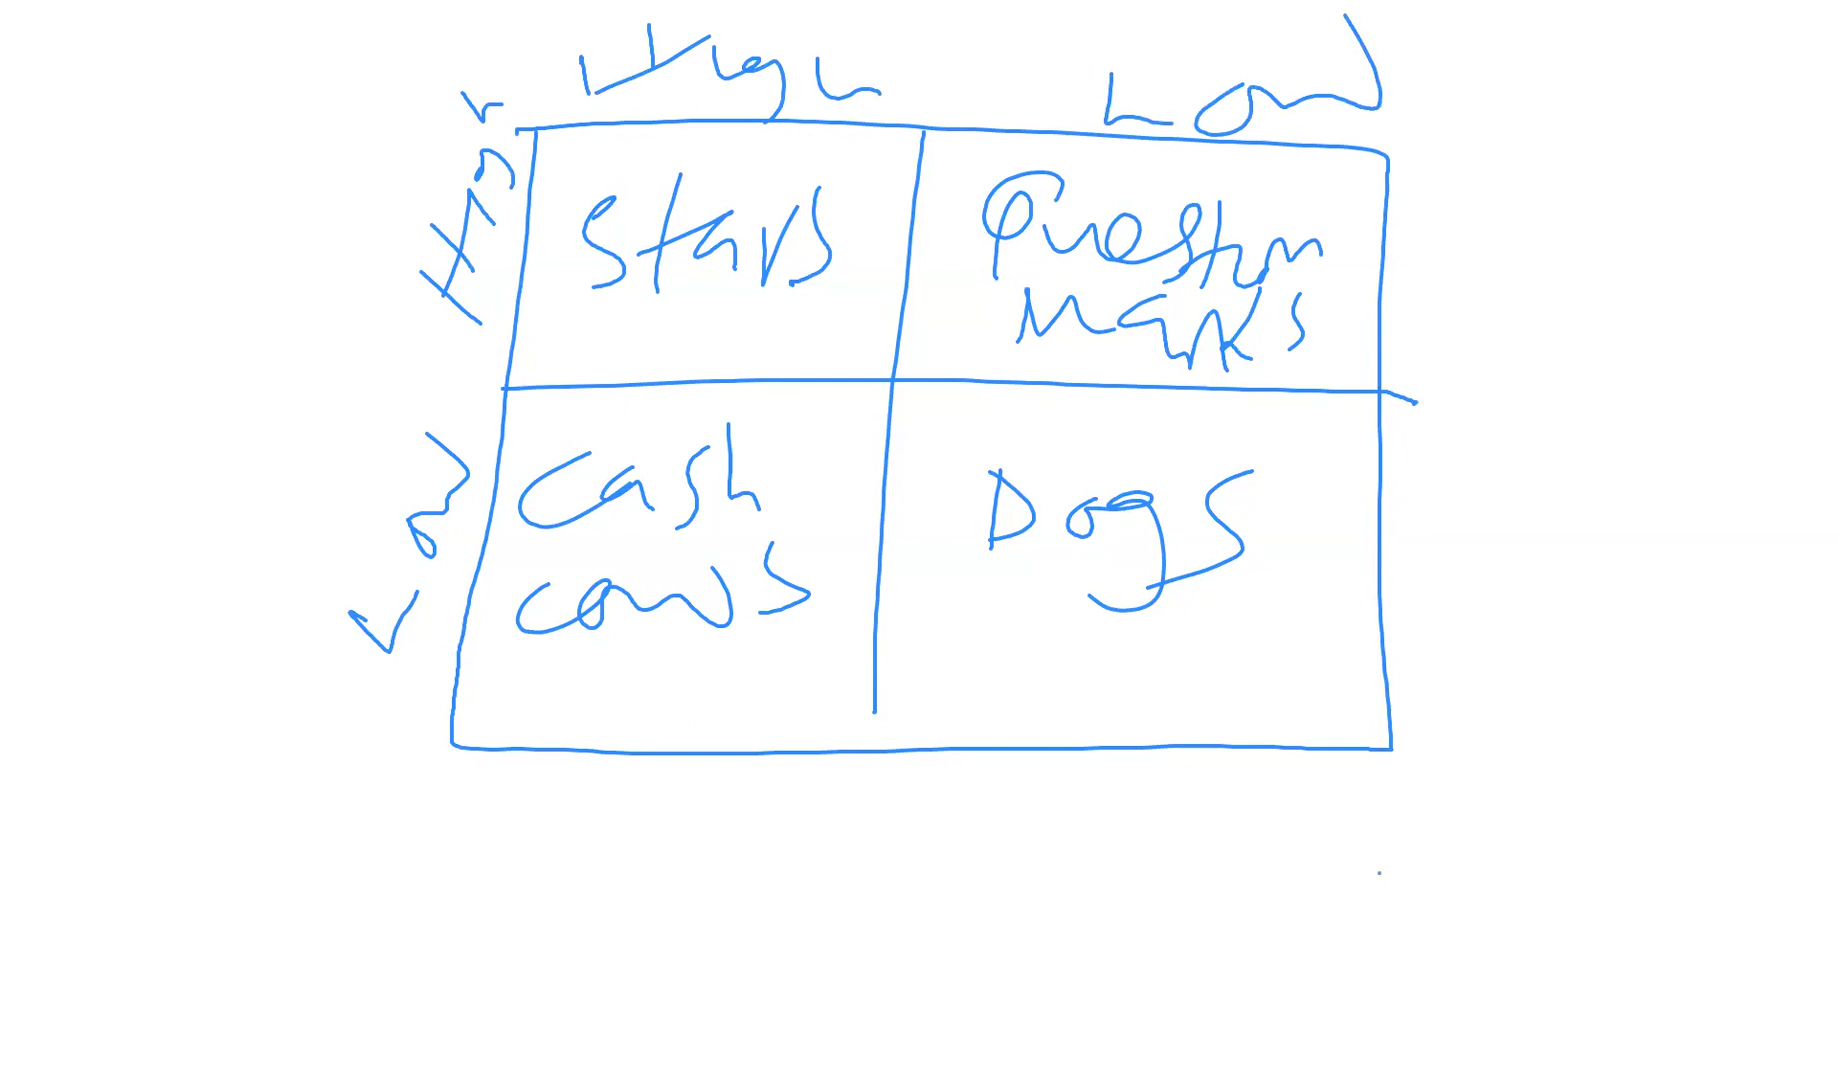 High Low
High
Stars
Question
Marks
Low
Cash
Cows
Dogs